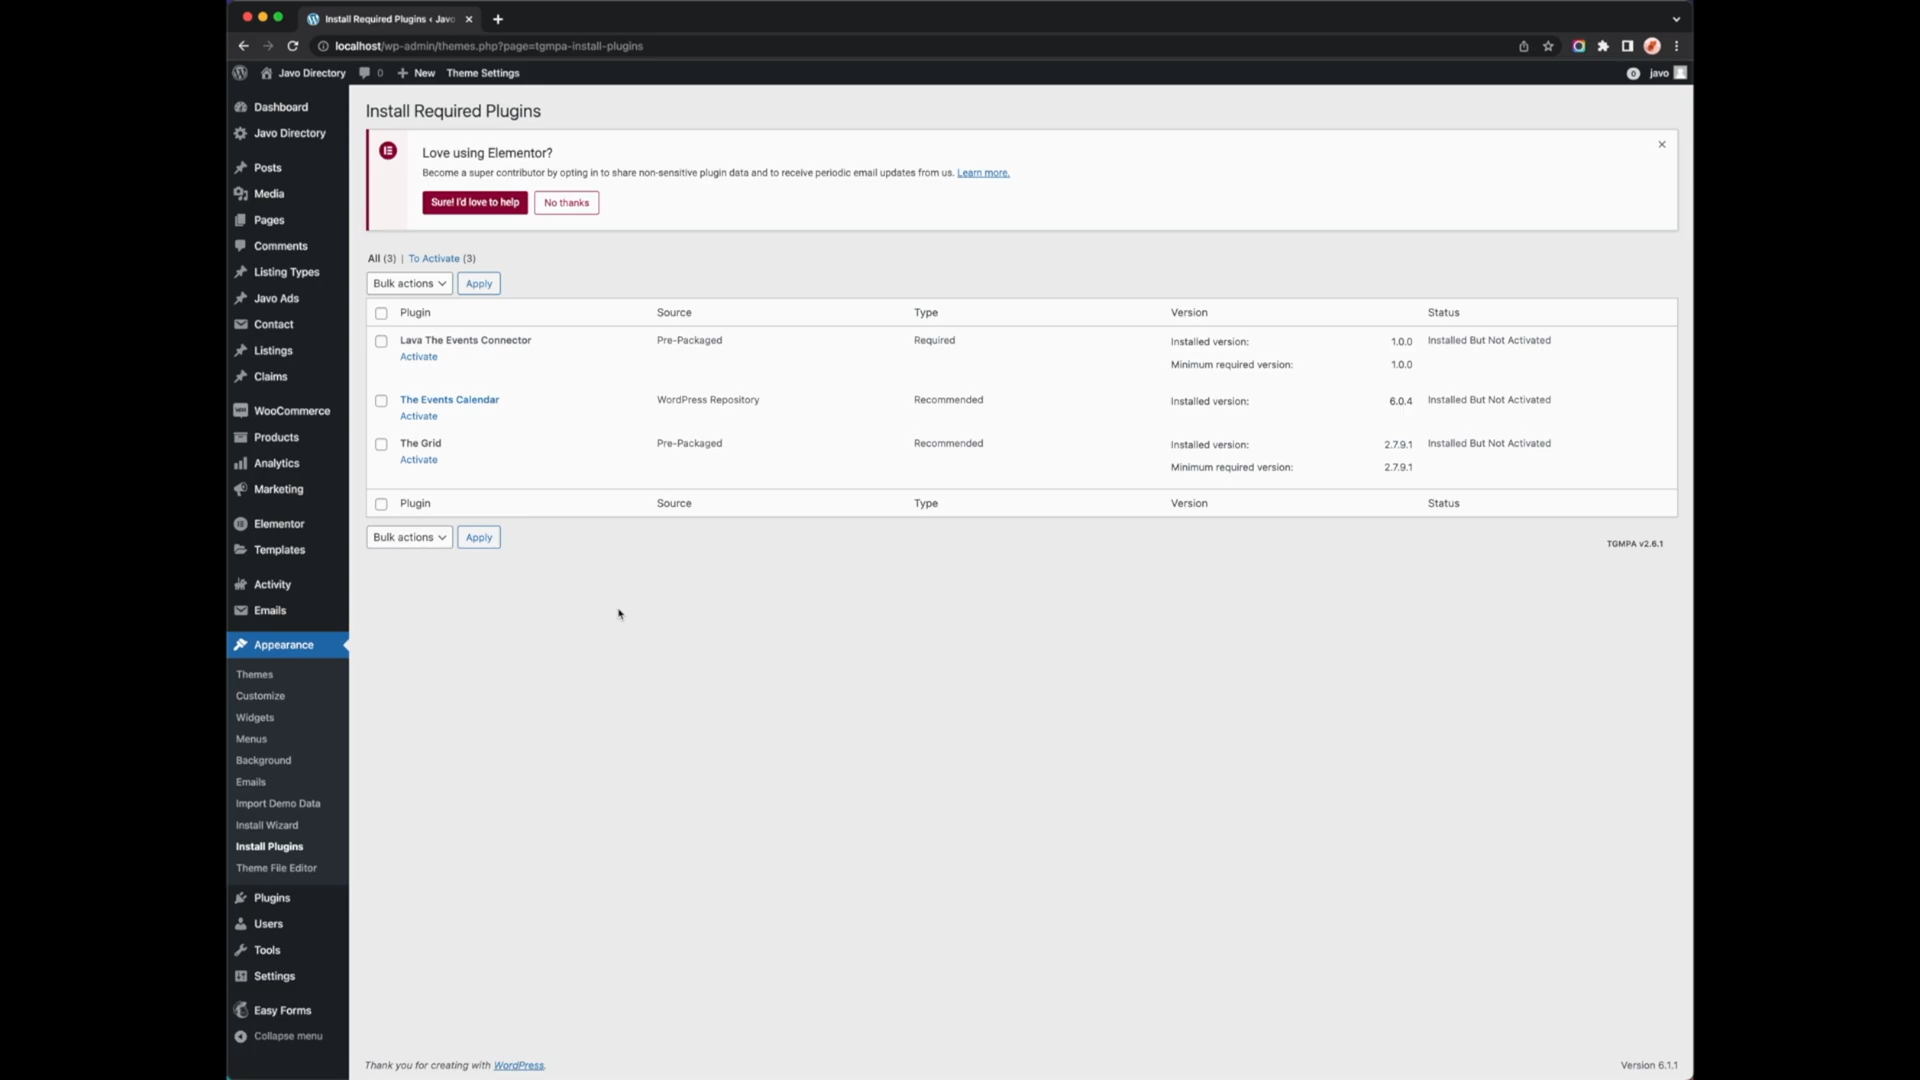 Install Required Plugins ‹ Javo
localhost/wp-admin/themes.php?page=tgmpa-install-plugins
Java Directory 0 New Theme Settings
0 javo
Dashboard
Javo Directory
Posts
Media
Pages
Comments
Listing Types
Javo Ads
Contact
Listings
Claims
WooCommerce
Products
Analytics
Marketing
Elementor
Templates
Activity
Emails
Appearance
Themes
Customize
Widgets
Menus
Background
Emails
Import Demo Data
Install Wizard
Install Plugins
Theme File Editor
Plugins
Users
Tools
Settings
Easy Forms
Collapse menu
Install Required Plugins
Love using Elementor?
Become a super contributor by opting in to share non-sensitive plugin data and to receive periodic email updates from us. Learn more.
Sure! I'd love to help No thanks
All (3) | To Activate (3)
Bulk actions Apply
Plugin Source Type Version Status
Lava The Events Connector Pre-Packaged Required Installed version: 1.0.0 Installed But Not Activated
Activate Minimum required version: 1.0.0
The Events Calendar WordPress Repository Recommended Installed version: 6.0.4 Installed But Not Activated
Activate
The Grid Pre-Packaged Recommended Installed version: 2.7.9.1 Installed But Not Activated
Activate Minimum required version: 2.7.9.1
Plugin Source Type Version Status
Bulk actions Apply
TGMPA v2.6.1
Thank you for creating with WordPress.
Version 6.1.1